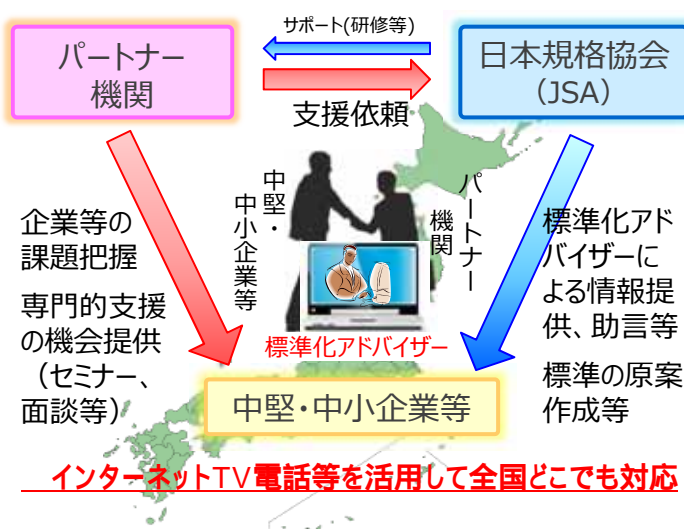 サポート(研修等)
パートナー
機関
日本規格協会
(JSA)
支援依頼
中堅・
中小企業等
パートナー
機関
企業等の
課題把握
専門的支援
の機会提供
(セミナー、
面談等)
標準化アド
バイザーに
よる情報提
供、助言等
標準の原案
作成等
標準化アドバイザー
中堅・中小企業等
インターネットTV電話等を活用して全国どこでも対応